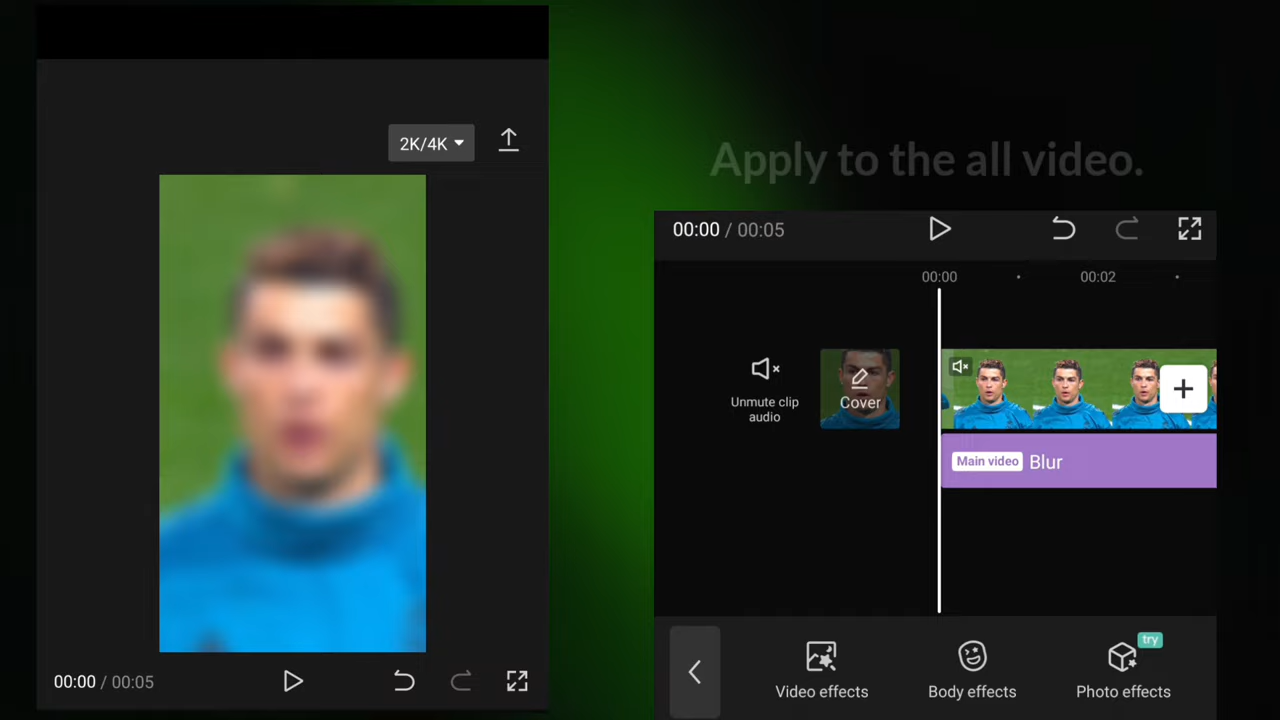 2K/4K
00:00 / 00:05
Apply to the all video.
00:00 / 00:05
00:00
00:02
Unmute clip
audio
Cover
Main video Blur
try
Video effects
Body effects
Photo effects